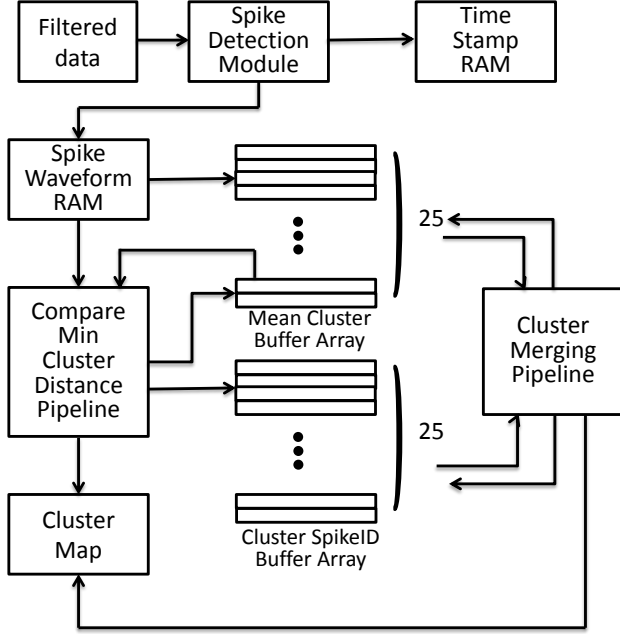 Filtered
data
Spike
Detection
Module
Time
Stamp
RAM
Spike
Waveform
RAM
25
Mean Cluster
Buffer Array
Compare
Min
Cluster
Distance
Pipeline
Cluster
Merging
Pipeline
25
Cluster
Map
Cluster SpikeID
Buffer Array